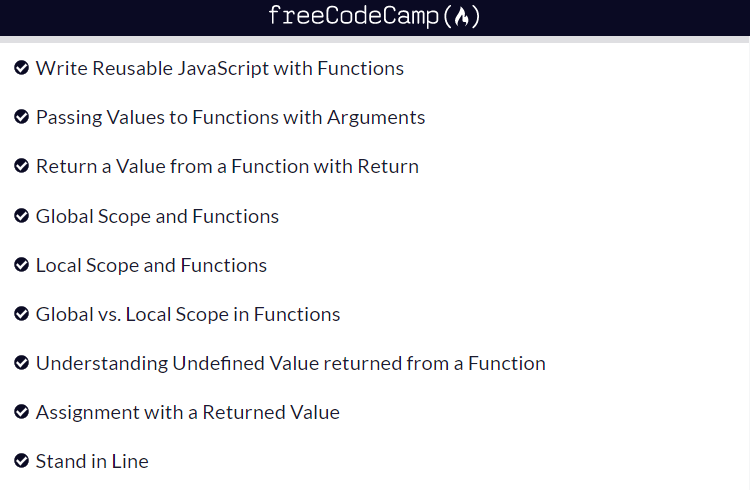 freeCodeCamp
Write Reusable JavaScript with Functions
Passing Values to Functions with Arguments
Return a Value from a Function with Return
Global Scope and Functions
Local Scope and Functions
Global vs. Local Scope in Functions
Understanding Undefined Value returned from a Function
Assignment with a Returned Value
Stand in Line